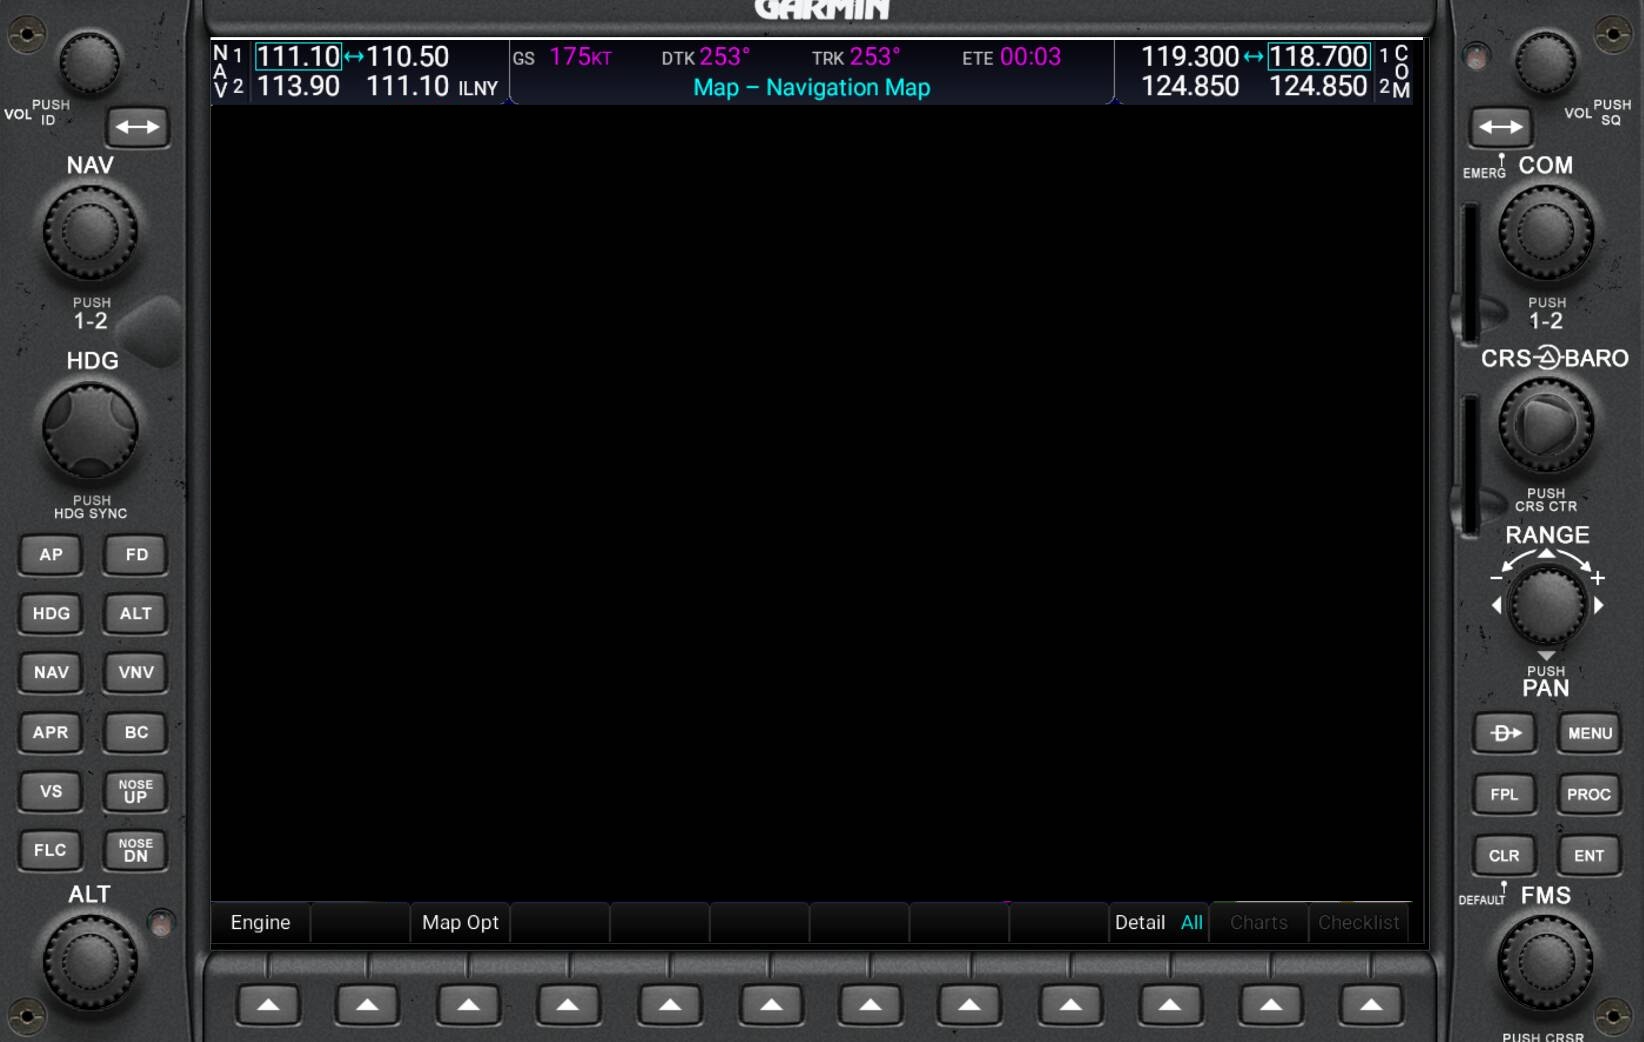 GARMIN
N 1 111.10 ↔ 110.50
A
V 2 113.90 111.10 ILNY
GS 175KT DTK 253° TRK 253° ETE 00:03
Map – Navigation Map
119.300 ↔ 118.700 1 C
O
124.850 124.850 2 M
VOL PUSH ID
NAV
PUSH
1-2
HDG
PUSH
HDG SYNC
AP FD
HDG ALT
NAV VNV
APR BC
VS NOSE UP
FLC NOSE DN
ALT
VOL PUSH SQ
EMERG COM
PUSH
1-2
CRS BARO
PUSH
CRS CTR
RANGE
− +
PUSH
PAN
D MENU
FPL PROC
CLR ENT
DEFAULT FMS
PUSH CRSR
Engine Map Opt Detail All Charts Checklist